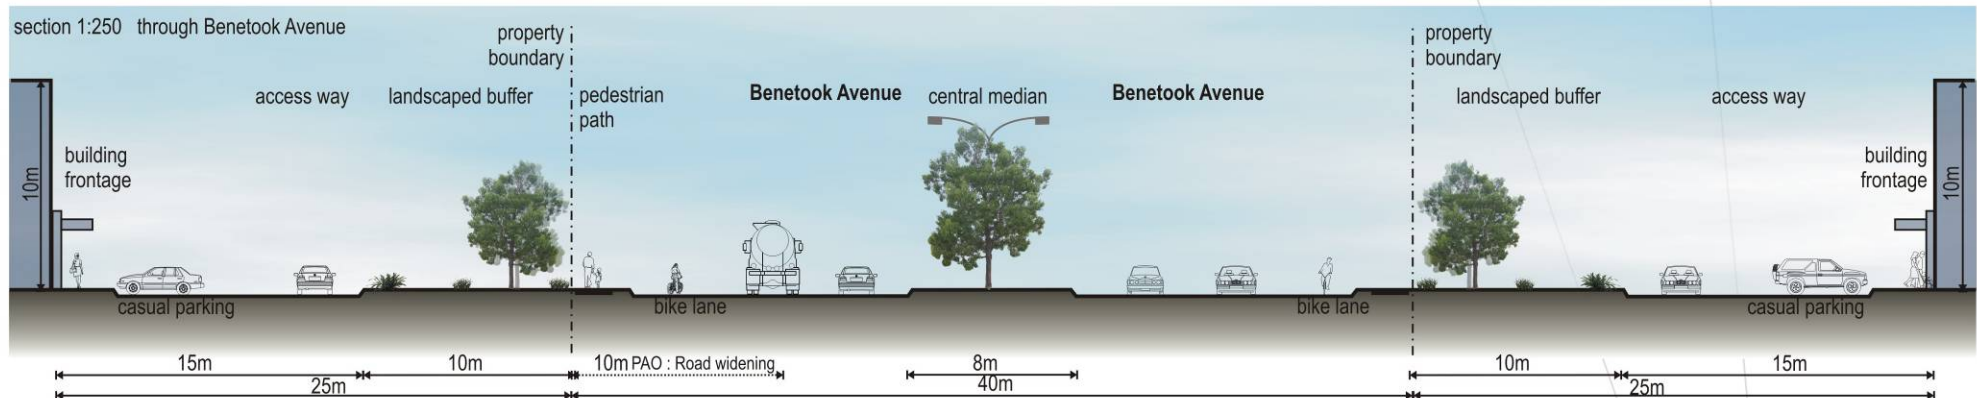 section 1:250 through Benetook Avenue
property
boundary
property
boundary
access way
landscaped buffer
pedestrian
path
Benetook Avenue
central median
Benetook Avenue
landscaped buffer
access way
building
frontage
building
frontage
10m
10m
casual parking
bike lane
bike lane
casual parking
15m
10m
10m PAO : Road widening
8m
10m
15m
25m
40m
25m